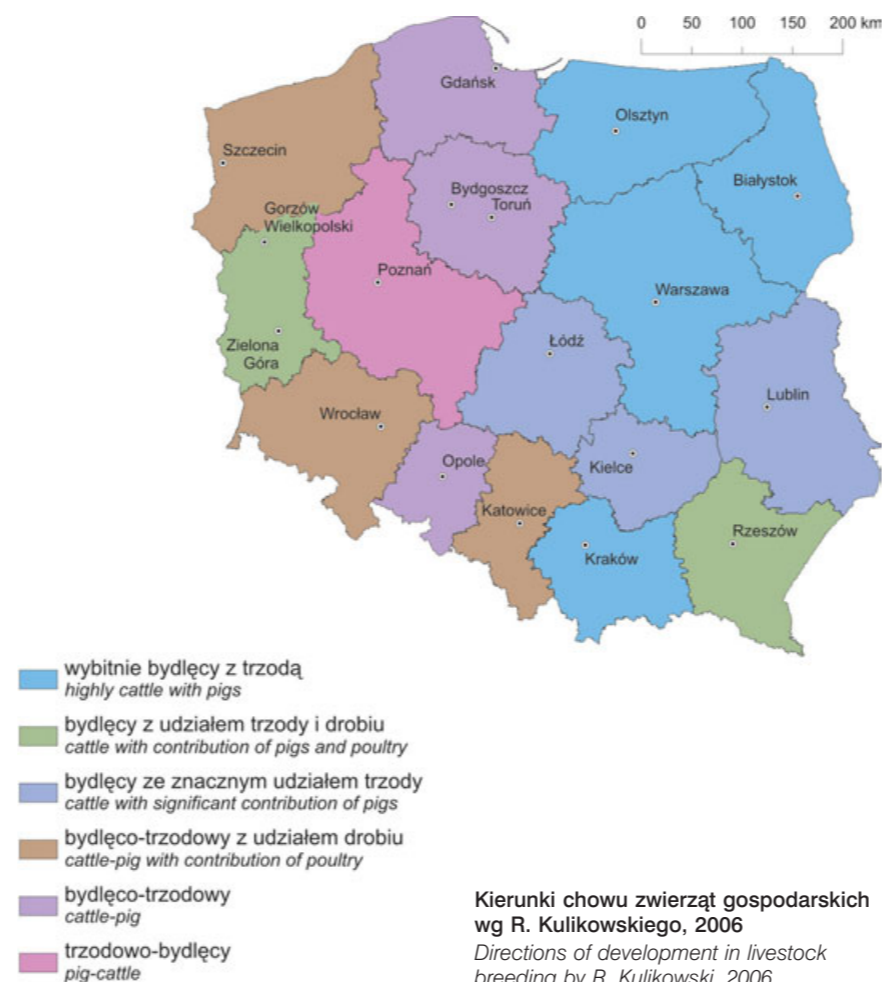 0 50 100 150 200 km
Gdańsk
Olsztyn
Szczecin
Białystok
Bydgoszcz
Toruń
Gorzów
Wielkopolski
Poznań
Warszawa
Zielona
Góra
Łódź
Lublin
Wrocław
Opole
Kielce
Katowice
Rzeszów
Kraków
wybitnie bydlęcy z trzodą
highly cattle with pigs
bydlęcy z udziałem trzody i drobiu
cattle with contribution of pigs and poultry
bydlęcy ze znacznym udziałem trzody
cattle with significant contribution of pigs
bydlęco-trzodowy z udziałem drobiu
cattle-pig with contribution of poultry
bydlęco-trzodowy
cattle-pig
trzodowo-bydlęcy
pig-cattle
Kierunki chowu zwierząt gospodarskich
wg R. Kulikowskiego, 2006
Directions of development in livestock
breeding by R. Kulikowski, 2006